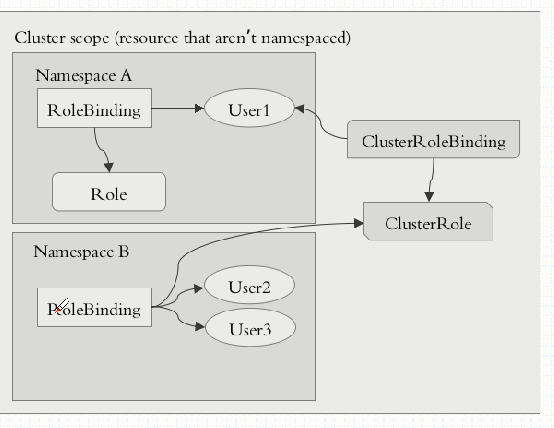 Cluster scope (resource that aren't namespaced)
Namespace A
RoleBinding
User1
ClusterRoleBinding
Role
ClusterRole
Namespace B
RoleBinding
User2
User3